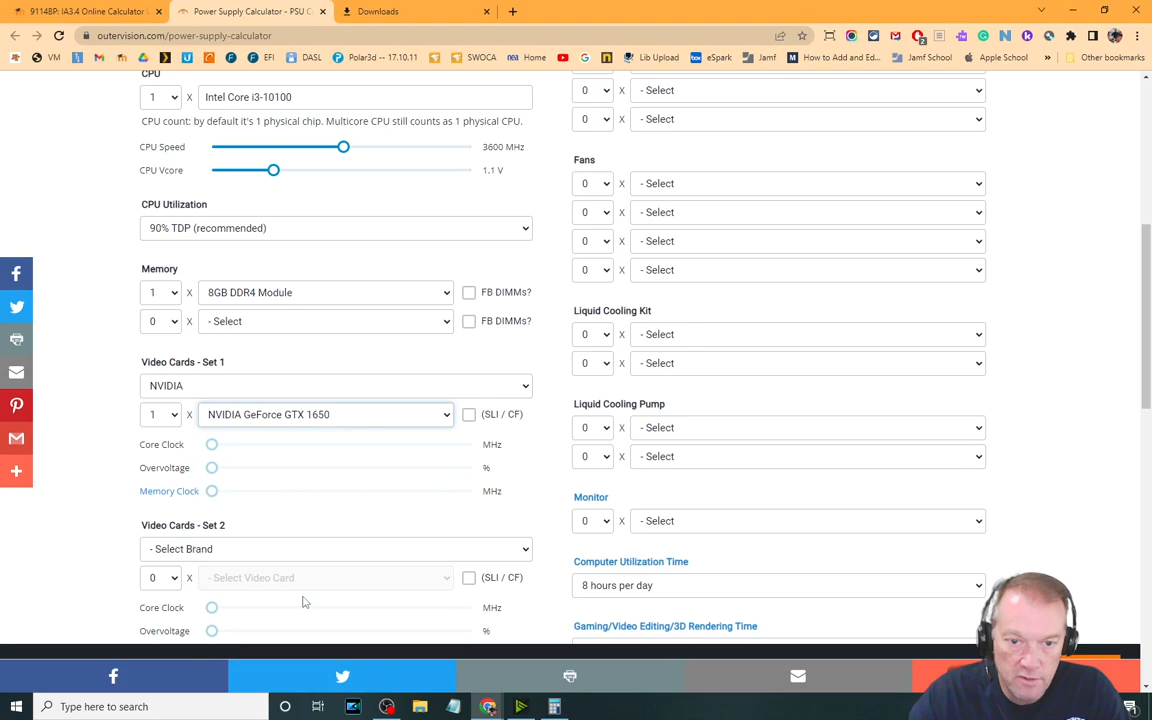 9114BP: IA3.4 Online Calculator
Power Supply Calculator - PSU C
Downloads
outervision.com/power-supply-calculator
VM
EFI
DASL
Polar3d -- 17.10.11
SWOCA
nea Home
Lib Upload
box eSpark
Jamf
How to Add and Ed...
Jamf School
Apple School
Other bookmarks
CPU
1 X Intel Core i3-10100
CPU count: by default it's 1 physical chip. Multicore CPU still counts as 1 physical CPU.
CPU Speed 3600 MHz
CPU Vcore 1.1 V
CPU Utilization
90% TDP (recommended)
Memory
1 X 8GB DDR4 Module FB DIMMs?
0 X - Select FB DIMMs?
Video Cards - Set 1
NVIDIA
1 X NVIDIA GeForce GTX 1650 (SLI / CF)
Core Clock MHz
Overvoltage %
Memory Clock MHz
Video Cards - Set 2
- Select Brand
0 X - Select Video Card (SLI / CF)
Core Clock MHz
Overvoltage %
0 X - Select
0 X - Select
Fans
0 X - Select
0 X - Select
0 X - Select
0 X - Select
Liquid Cooling Kit
0 X - Select
0 X - Select
Liquid Cooling Pump
0 X - Select
0 X - Select
Monitor
0 X - Select
Computer Utilization Time
8 hours per day
Gaming/Video Editing/3D Rendering Time
Type here to search